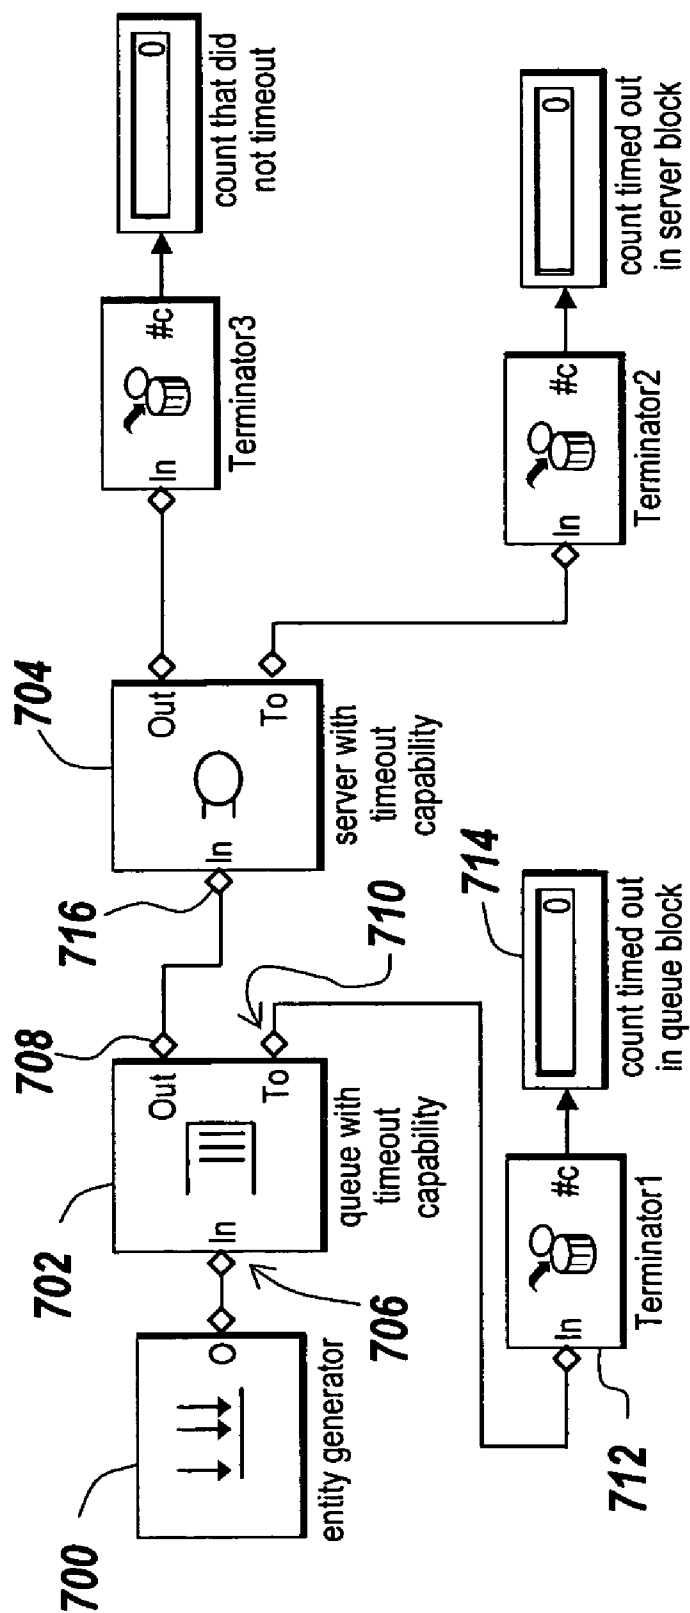 700
O
entity generator
702
In
Out
To
queue with
timeout
capability
706
708
710
716
704
In
Out
To
server with
timeout
capability
In
#c
Terminator3
0
count that did
not timeout
In
#c
Terminator2
0
count timed out
in server block
712
In
#c
Terminator1
714
0
count timed out
in queue block